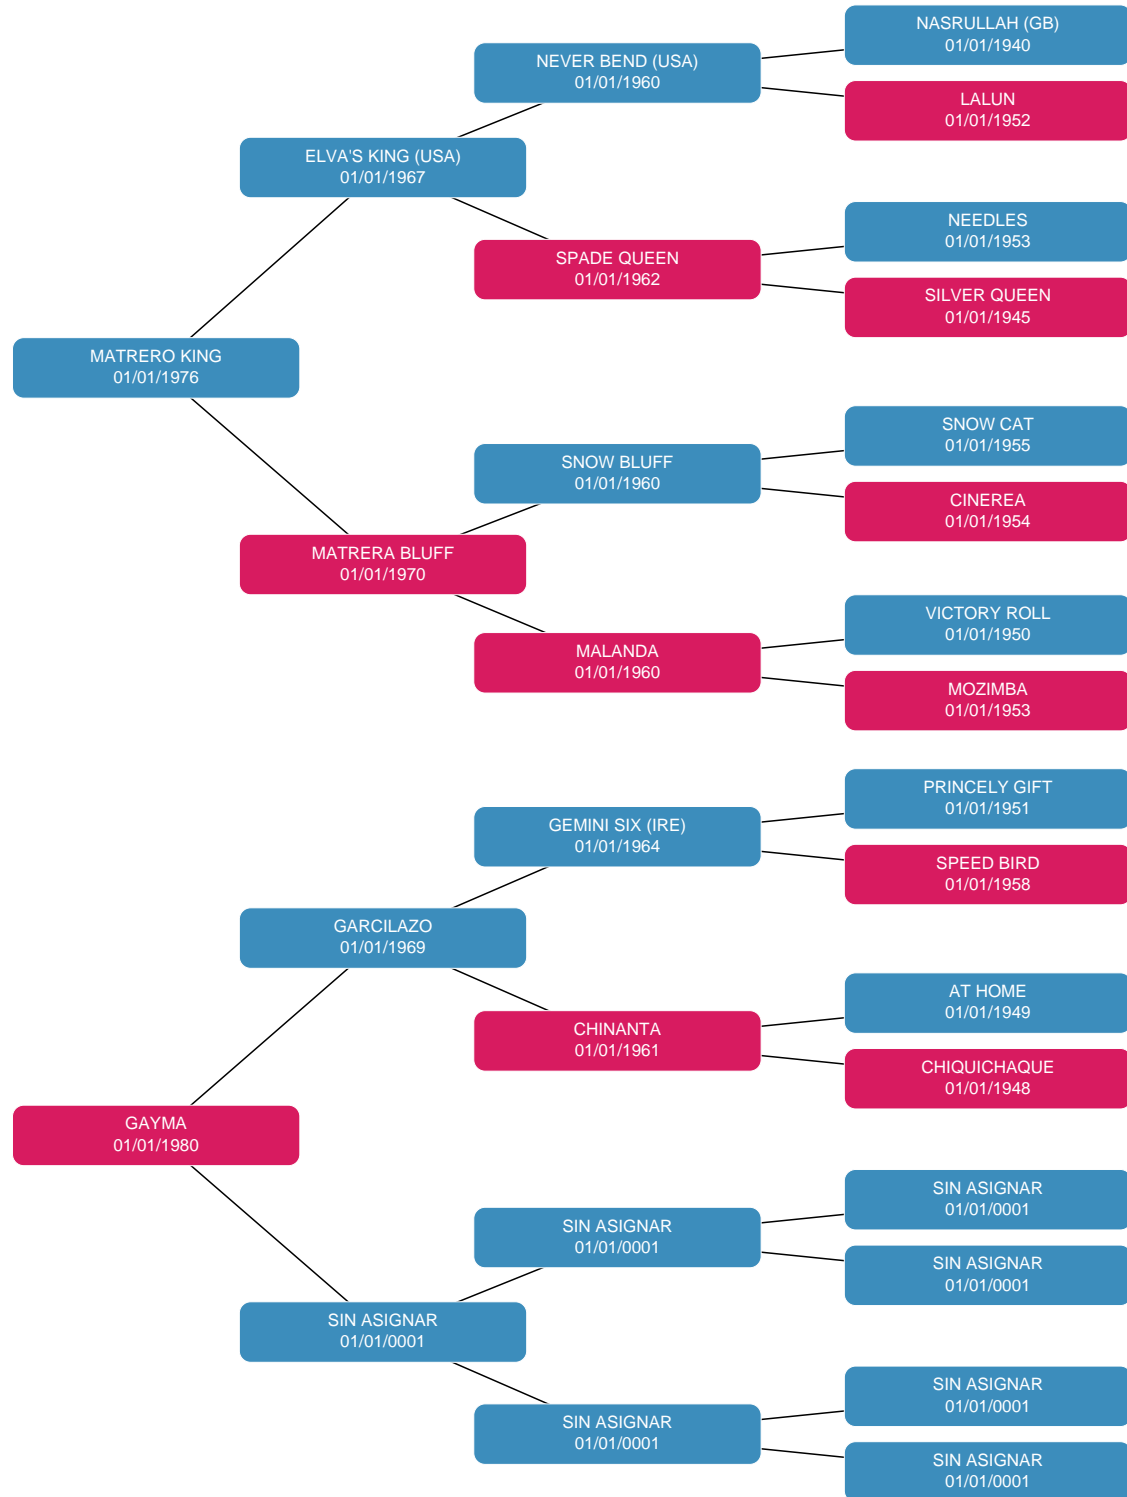 NASRULLAH (GB)
01/01/1940
NEVER BEND (USA)
01/01/1960
LALUN
01/01/1952
ELVA'S KING (USA)
01/01/1967
NEEDLES
01/01/1953
SPADE QUEEN
01/01/1962
SILVER QUEEN
01/01/1945
MATRERO KING
01/01/1976
SNOW CAT
01/01/1955
SNOW BLUFF
01/01/1960
CINEREA
01/01/1954
MATRERA BLUFF
01/01/1970
VICTORY ROLL
01/01/1950
MALANDA
01/01/1960
MOZIMBA
01/01/1953
PRINCELY GIFT
01/01/1951
GEMINI SIX (IRE)
01/01/1964
SPEED BIRD
01/01/1958
GARCILAZO
01/01/1969
AT HOME
01/01/1949
CHINANTA
01/01/1961
CHIQUICHAQUE
01/01/1948
GAYMA
01/01/1980
SIN ASIGNAR
01/01/0001
SIN ASIGNAR
01/01/0001
SIN ASIGNAR
01/01/0001
SIN ASIGNAR
01/01/0001
SIN ASIGNAR
01/01/0001
SIN ASIGNAR
01/01/0001
SIN ASIGNAR
01/01/0001